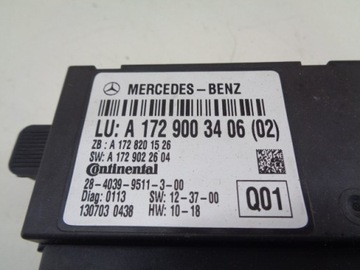 MERCEDES-BENZ
LU: A 172 900 34 06 (02)
ZB: A 172 820 15 26
SW: A 172 902 26 04
Continental
28-4039-9511-3-00
Diag: 0113 SW: 12-37-00
130703 0438 HW: 10-18
Q01